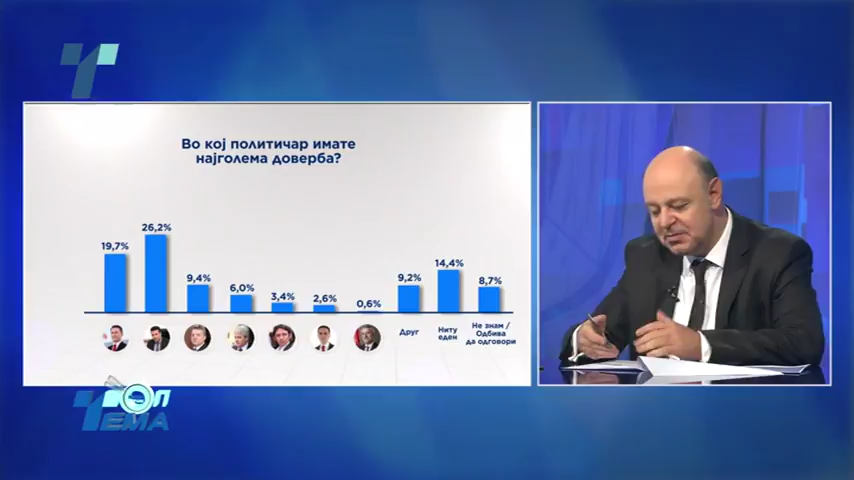 Во кој политичар имате
најголема доверба?
19,7%
26,2%
9,4%
6,0%
3,4%
2,6%
0,6%
9,2%
14,4%
8,7%
Друг
Ниту
еден
Не знам /
Одбива
да одговори
ТОП
ТЕМА